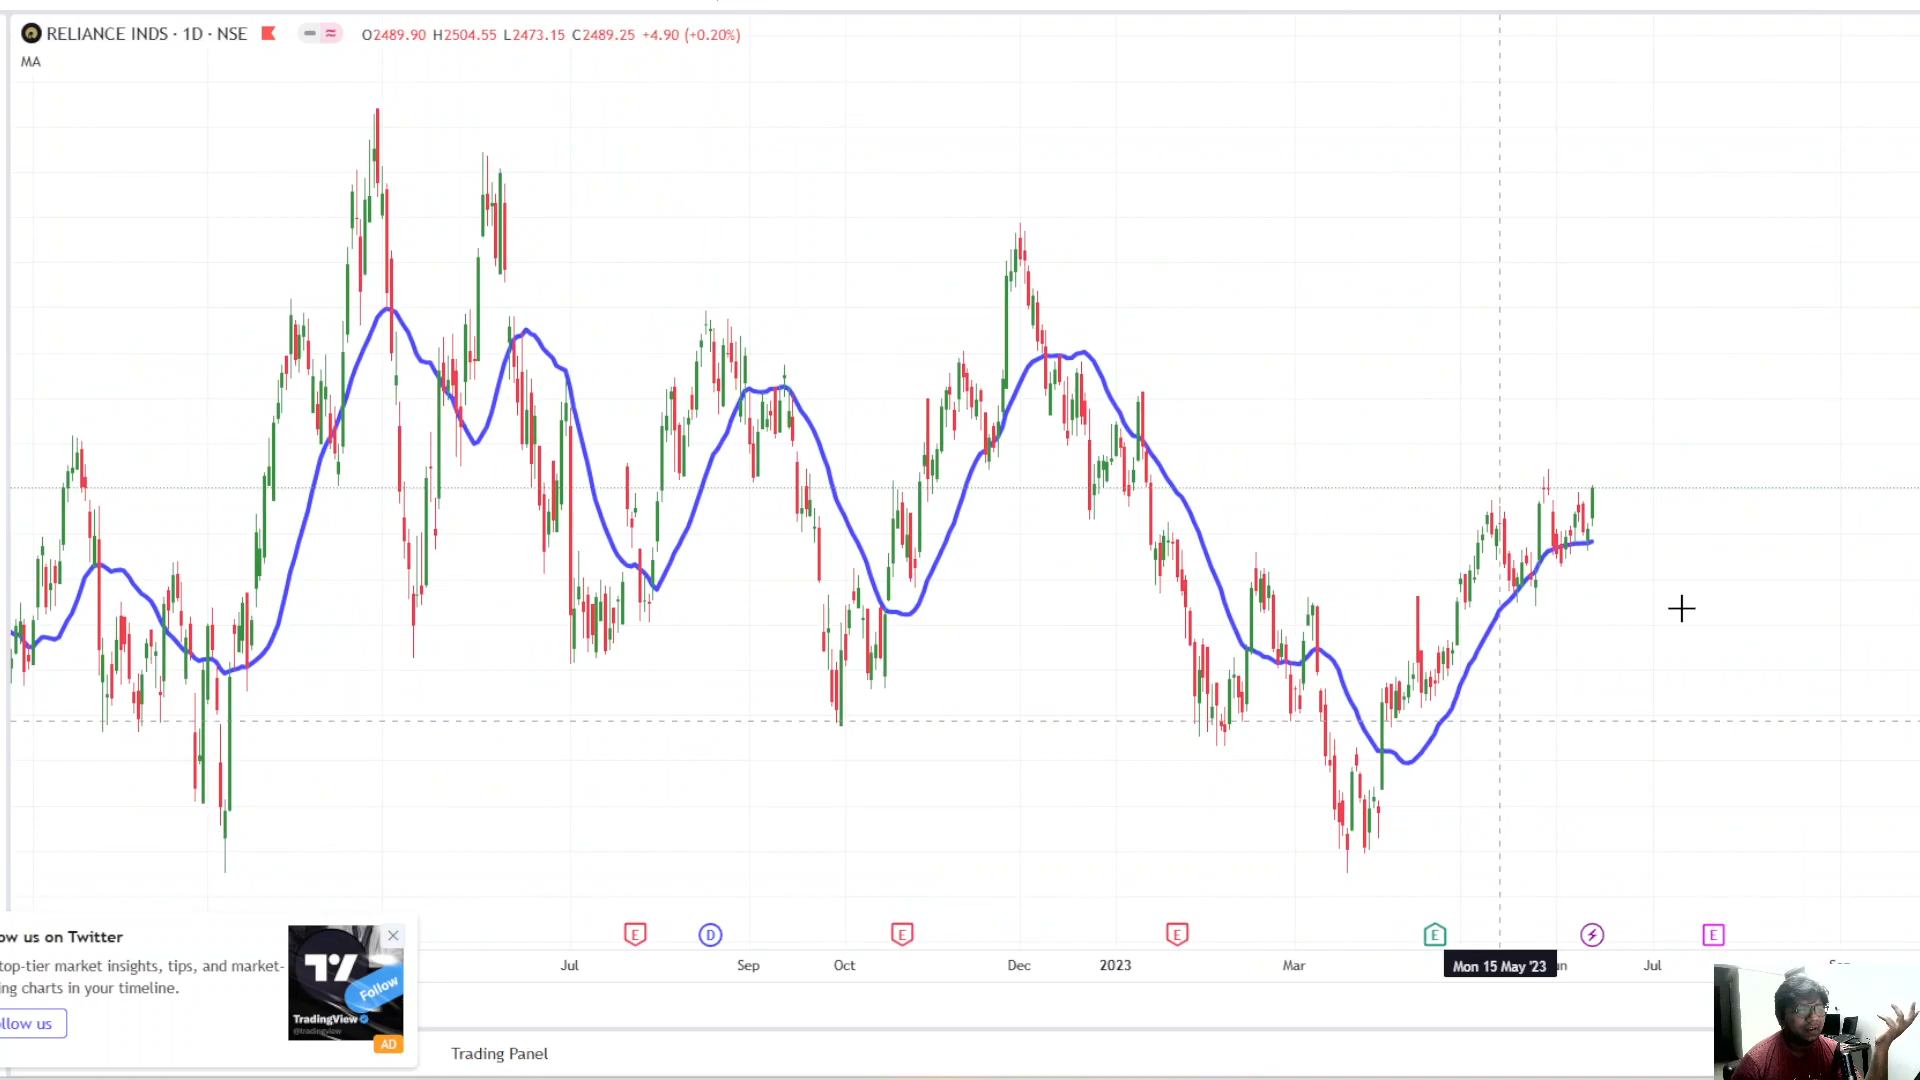 RELIANCE INDS · 1D · NSE O2489.90 H2504.55 L2473.15 C2489.25 +4.90 (+0.20%)
MA
E D E E E E
Jul Sep Oct Dec 2023 Mar Mon 15 May '23 Jul
ow us on Twitter
top-tier market insights, tips, and market-
ing charts in your timeline.
llow us
Follow
TradingView
@tradingview
AD
Trading Panel